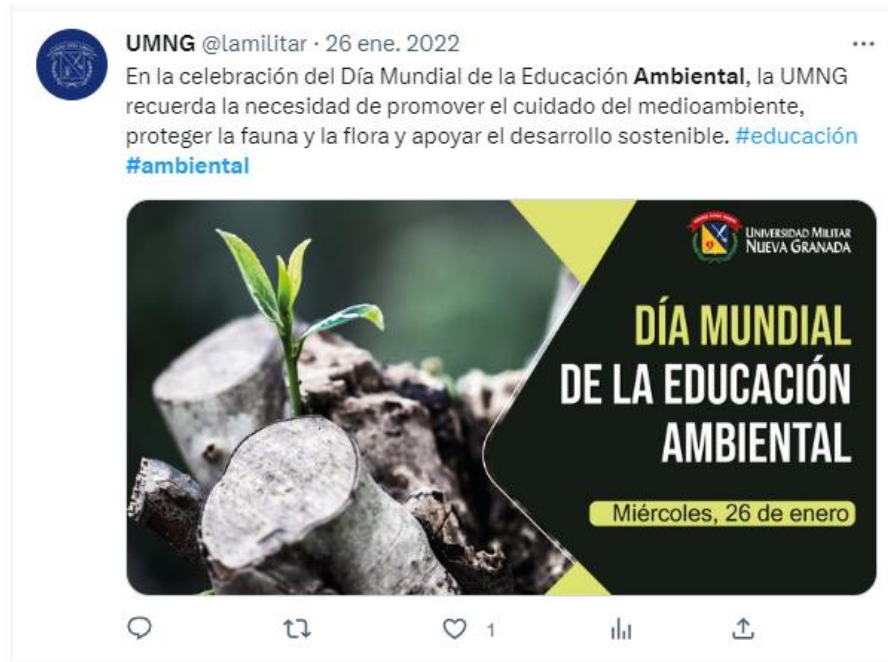 UMNG @lamilitar · 26 ene. 2022
En la celebración del Día Mundial de la Educación Ambiental, la UMNG
recuerda la necesidad de promover el cuidado del medioambiente,
proteger la fauna y la flora y apoyar el desarrollo sostenible. #educación
#ambiental
UNIVERSIDAD MILITAR
NUEVA GRANADA
DÍA MUNDIAL
DE LA EDUCACIÓN
AMBIENTAL
Miércoles, 26 de enero
1